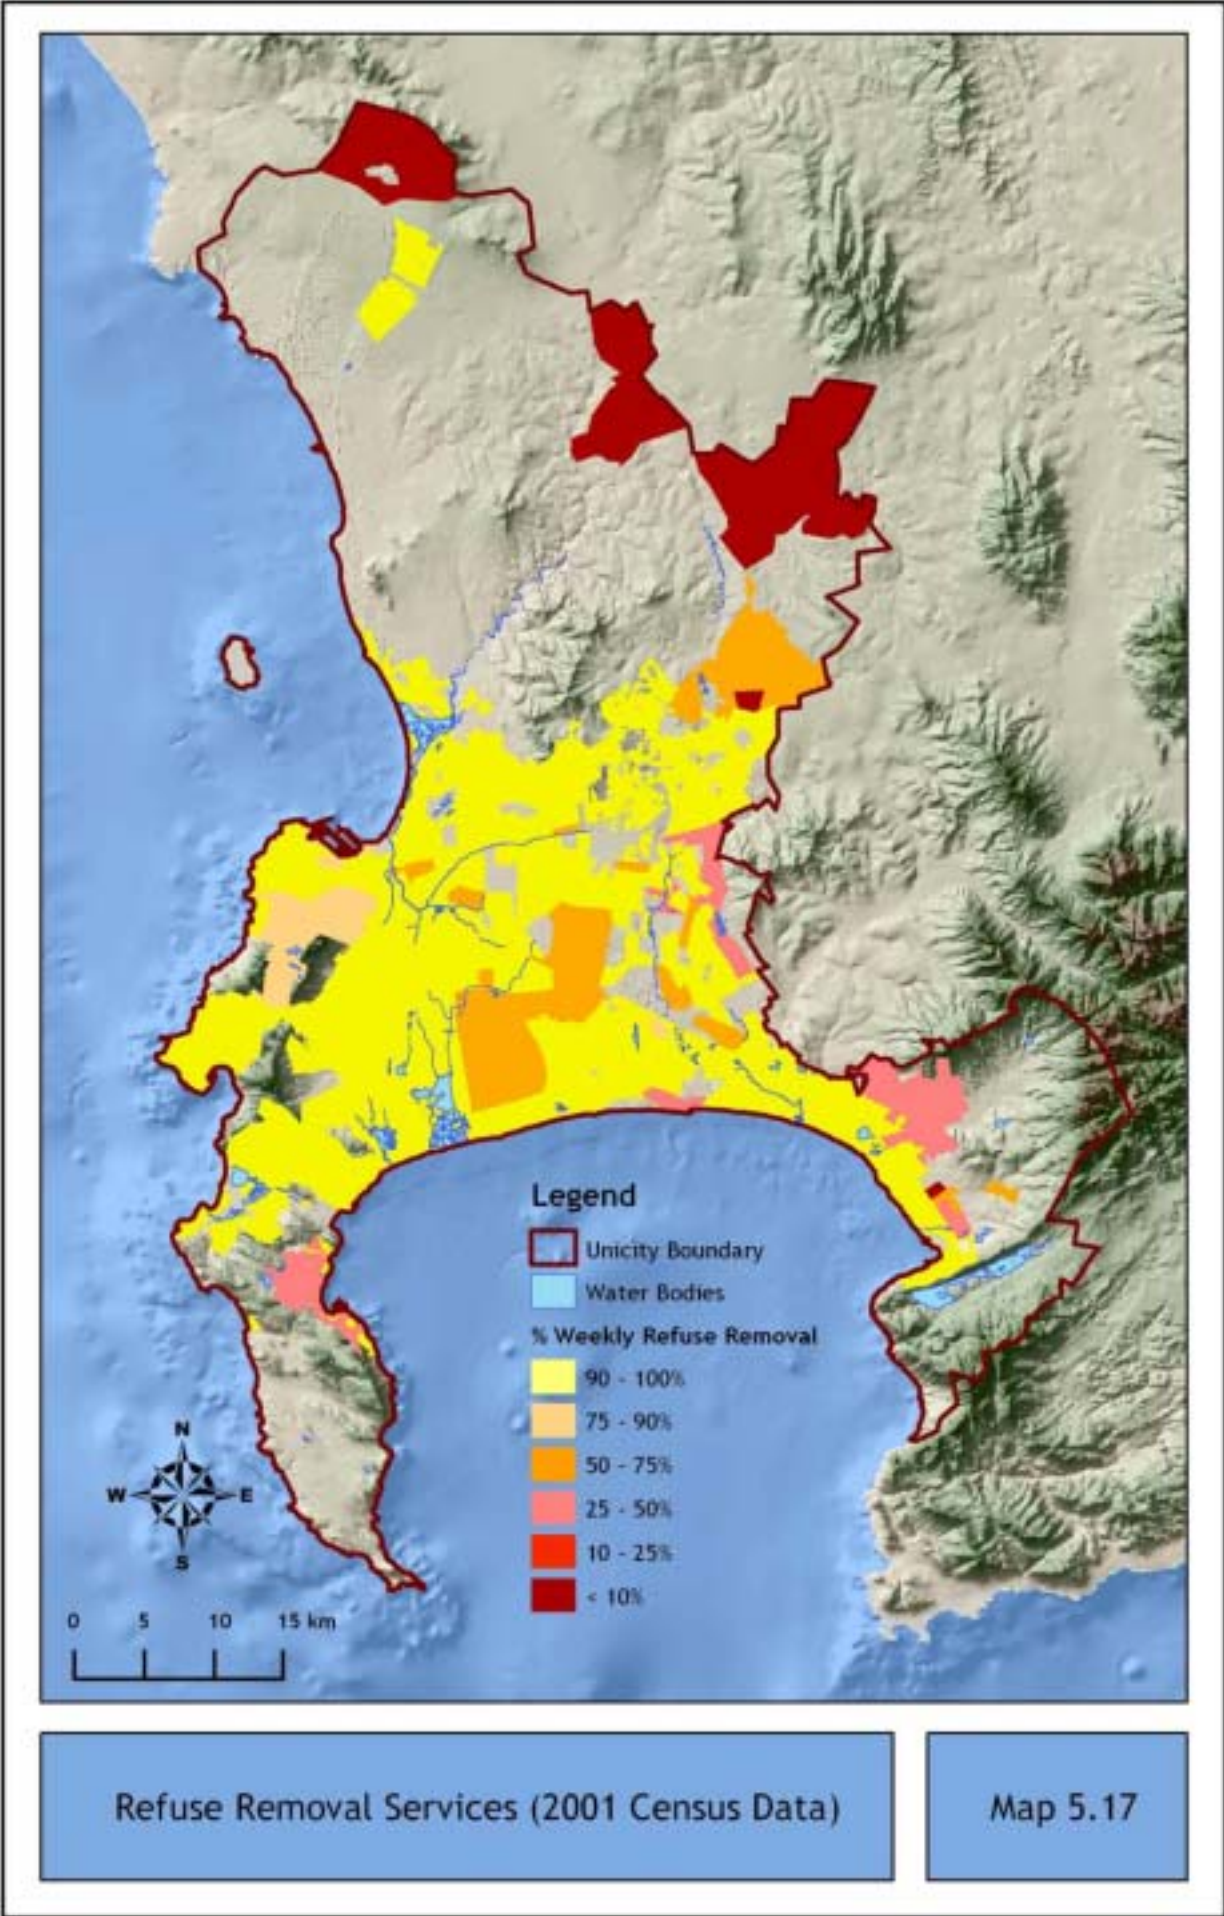 Legend
Unicity Boundary
Water Bodies
% Weekly Refuse Removal
90 - 100%
75 - 90%
50 - 75%
25 - 50%
10 - 25%
< 10%
N
W E
S
0 5 10 15 km
Refuse Removal Services (2001 Census Data)
Map 5.17